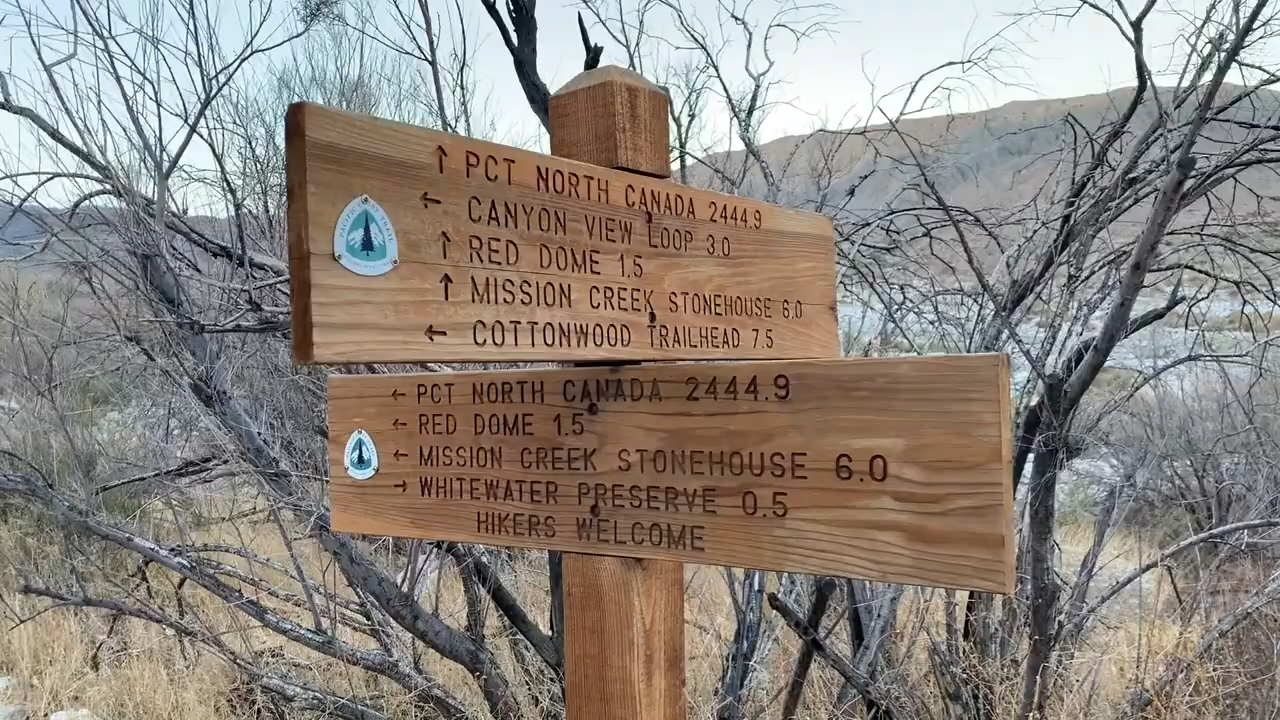 ↑ PCT NORTH CANADA 2444.9
← CANYON VIEW LOOP 3.0
↑ RED DOME 1.5
↑ MISSION CREEK STONEHOUSE 6.0
← COTTONWOOD TRAILHEAD 7.5
← PCT NORTH CANADA 2444.9
← RED DOME 1.5
← MISSION CREEK STONEHOUSE 6.0
→ WHITEWATER PRESERVE 0.5
HIKERS WELCOME